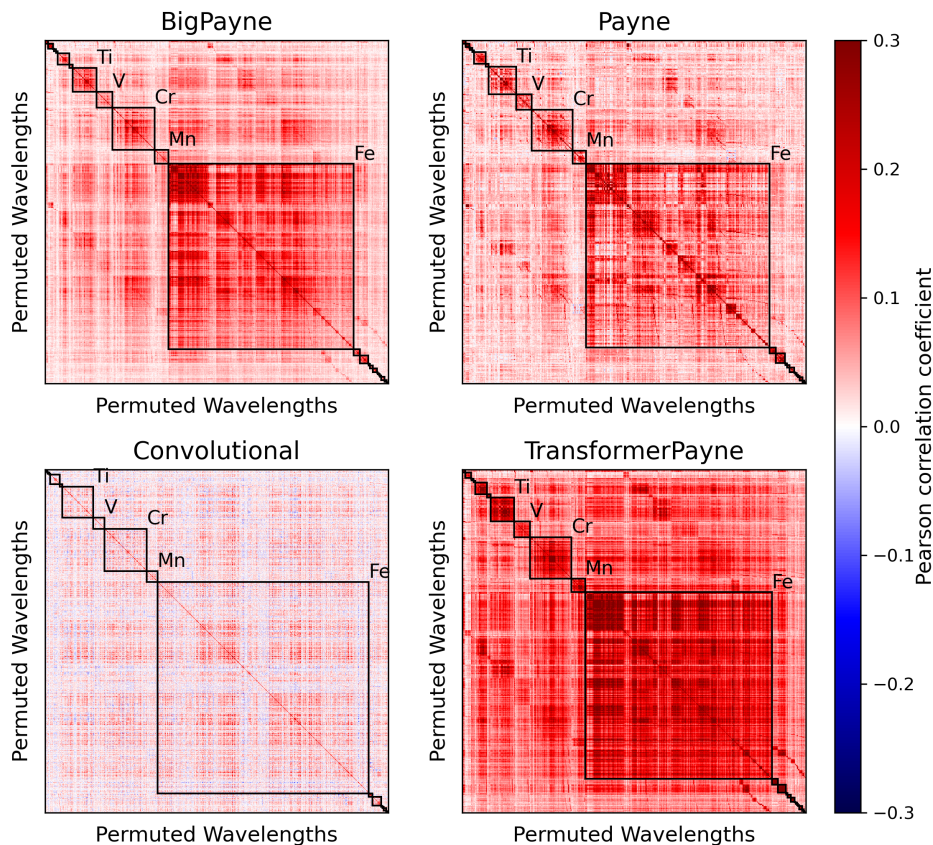 BigPayne
Payne
Permuted Wavelengths
Ti
V
Cr
Mn
Fe
Permuted Wavelengths
Permuted Wavelengths
Ti
V
Cr
Mn
Fe
Permuted Wavelengths
Convolutional
TransformerPayne
Permuted Wavelengths
Ti
V
Cr
Mn
Fe
Permuted Wavelengths
Permuted Wavelengths
Ti
V
Cr
Mn
Fe
Permuted Wavelengths
0.3
0.2
0.1
0.0
−0.1
−0.2
−0.3
Pearson correlation coefficient